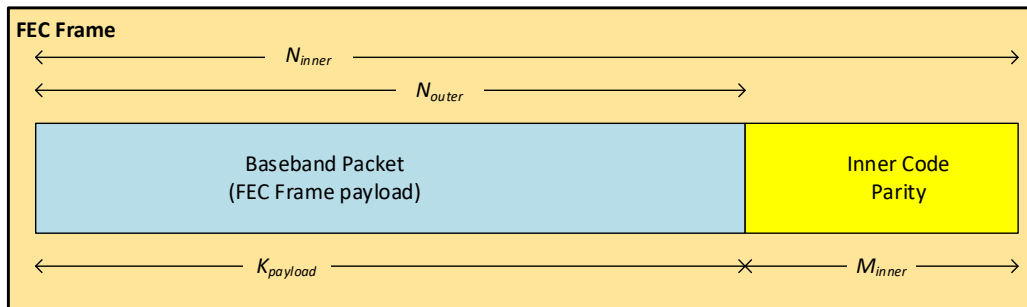 FEC Frame
N_inner
N_outer
Baseband Packet
(FEC Frame payload)
Inner Code
Parity
K_payload
M_inner